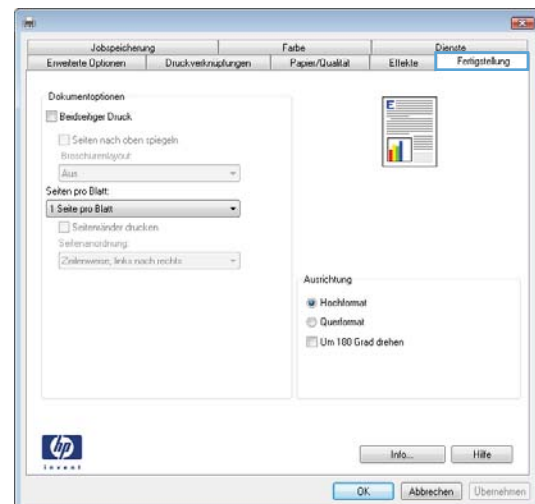 Jobspeicherung Farbe Dienste
Erweiterte Optionen Druckverknüpfungen Papier/Qualität Effekte Fertigstellung
Dokumentoptionen
Beidseitiger Druck
Seiten nach oben spiegeln
Broschürenlayout:
Aus
Seiten pro Blatt:
1 Seite pro Blatt
Seitenränder drucken
Seitenanordnung:
Zeilenweise, links nach rechts
E
Ausrichtung
Hochformat
Querformat
Um 180 Grad drehen
hp
invent
Info... Hilfe
OK Abbrechen Übernehmen